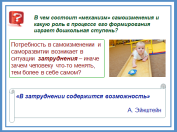 В чем состоит «механизм» самоизменения и
какую роль в процессе его формирования
играет дошкольная ступень?
Потребность в самоизменении и
саморазвитии возникает в
ситуации затруднения – иначе
зачем человеку что-то менять,
тем более в себе самом?
«В затруднении содержится возможность»
А. Эйнштейн